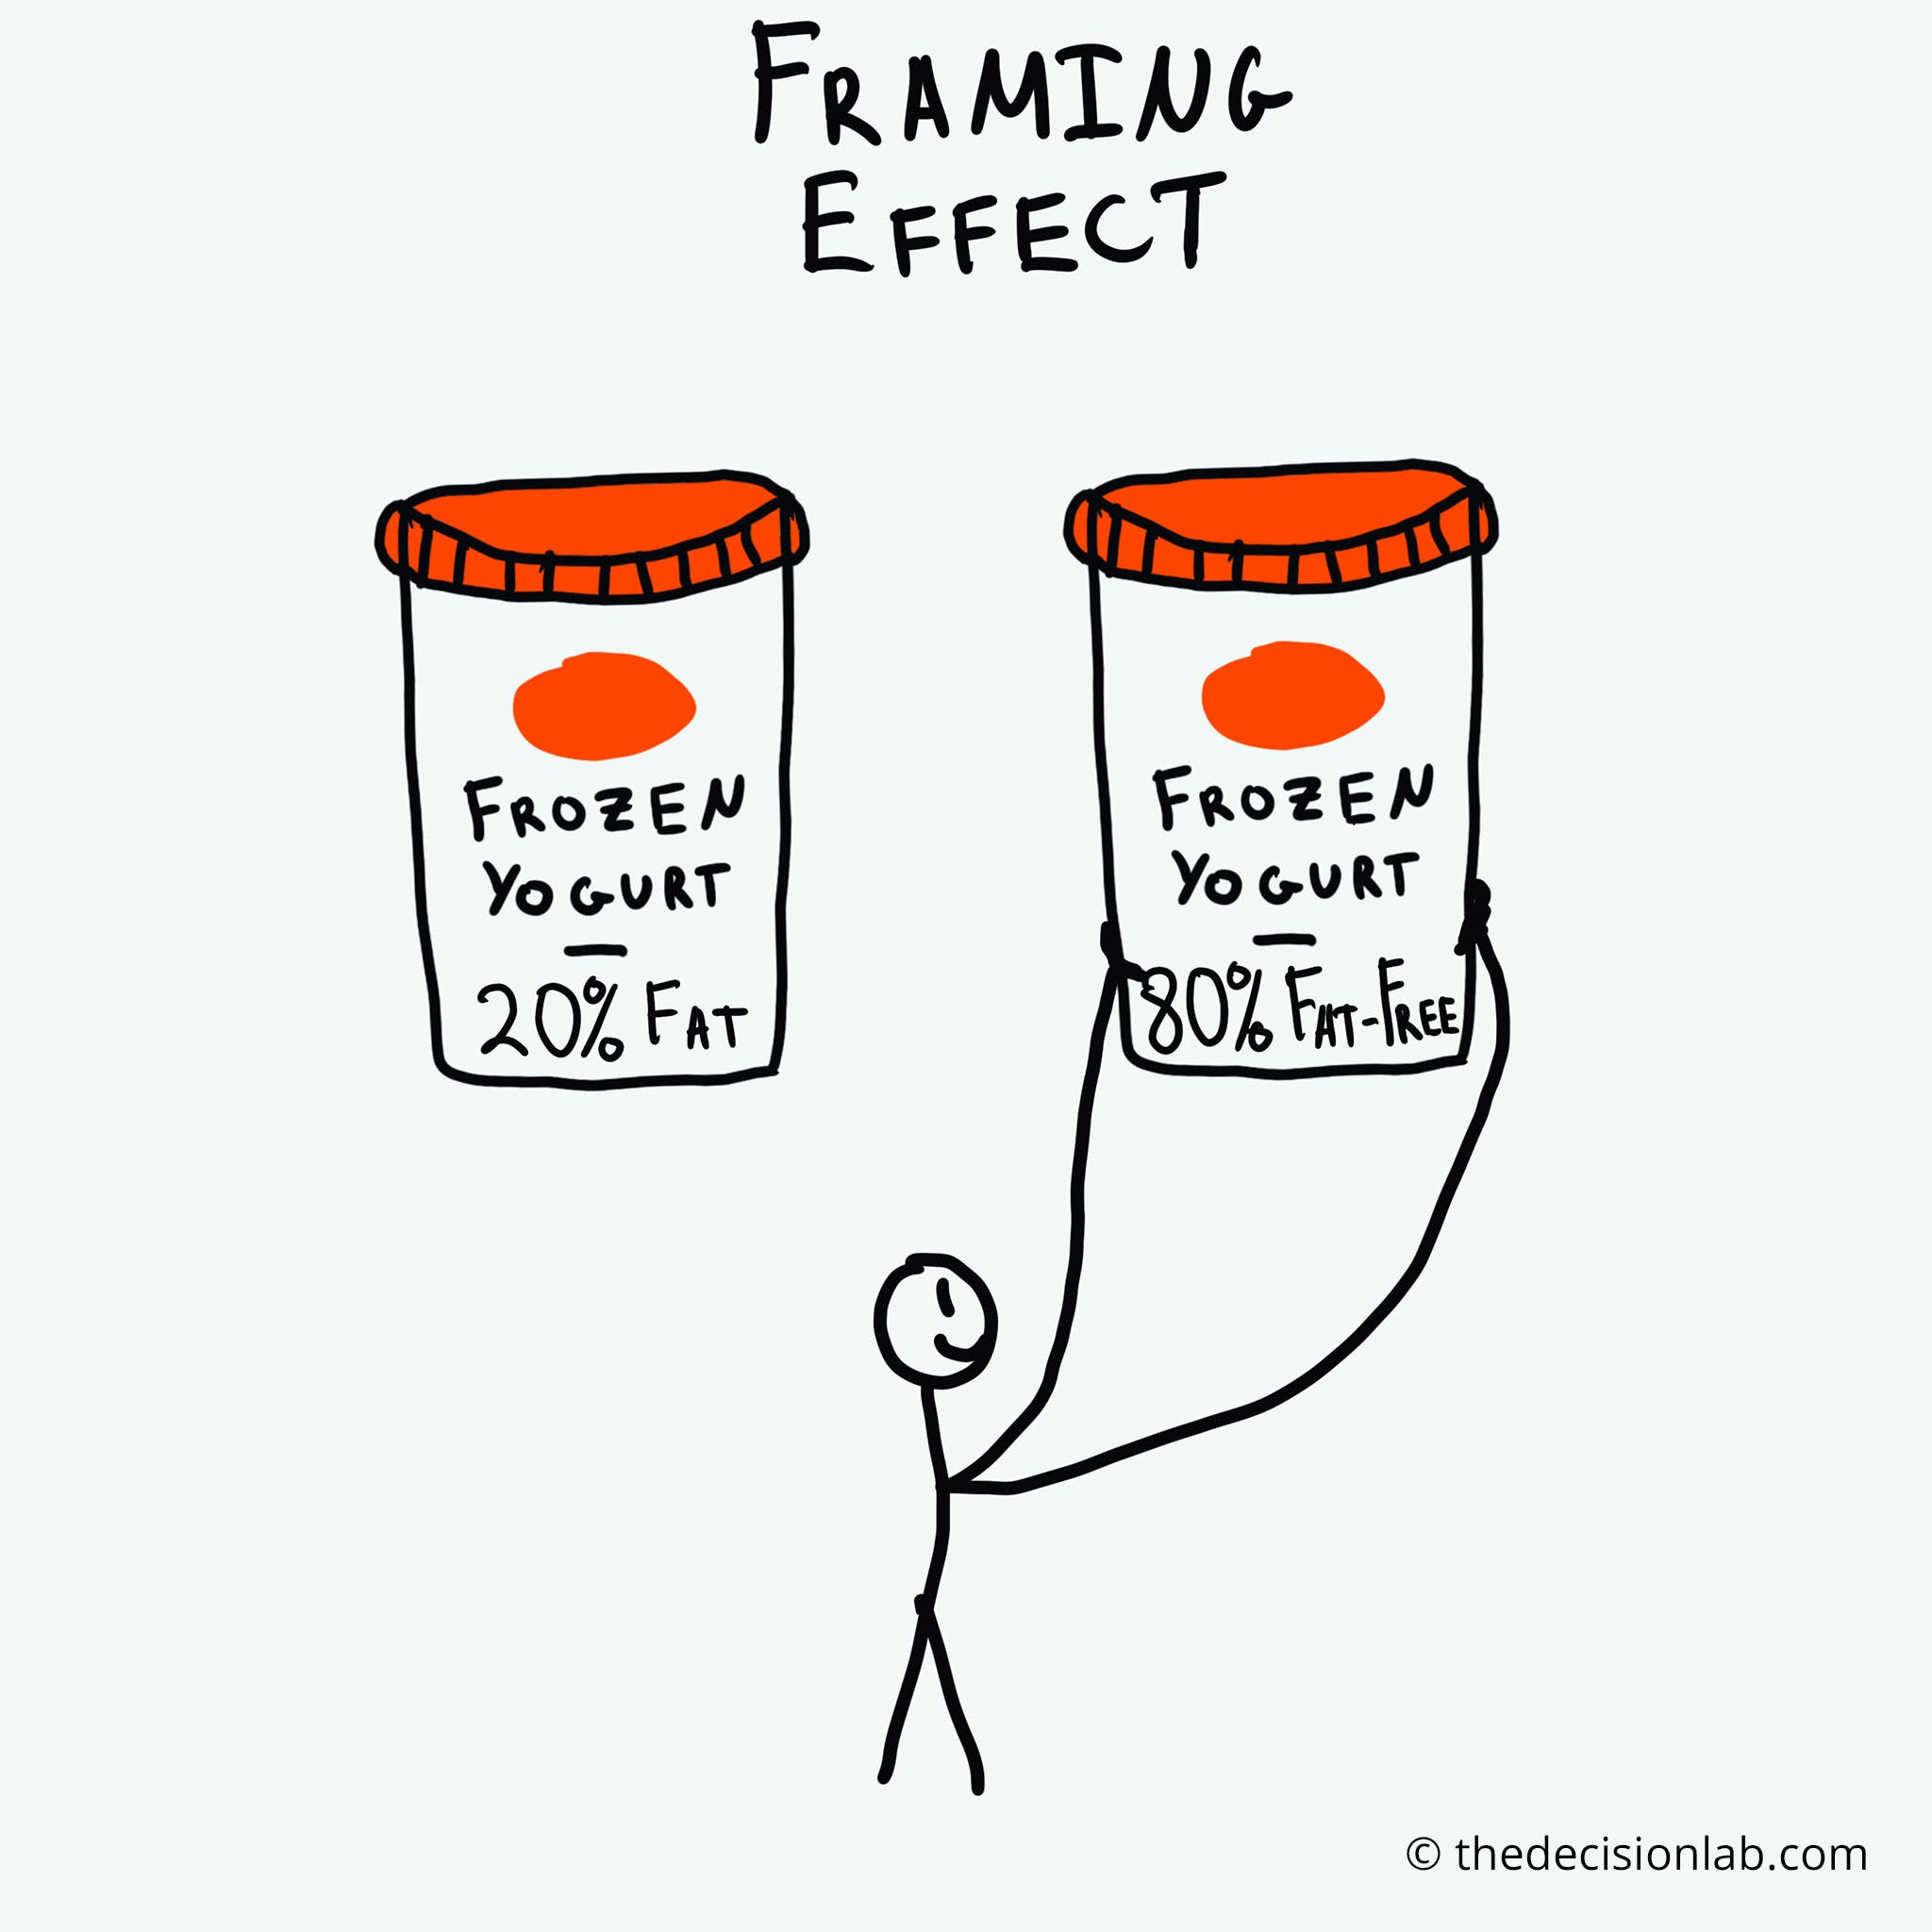 FRAMING
EFFECT
FROZEN
YOGURT
—
20% FAT
FROZEN
YOGURT
—
80% FAT-FREE
© thedecisionlab.com